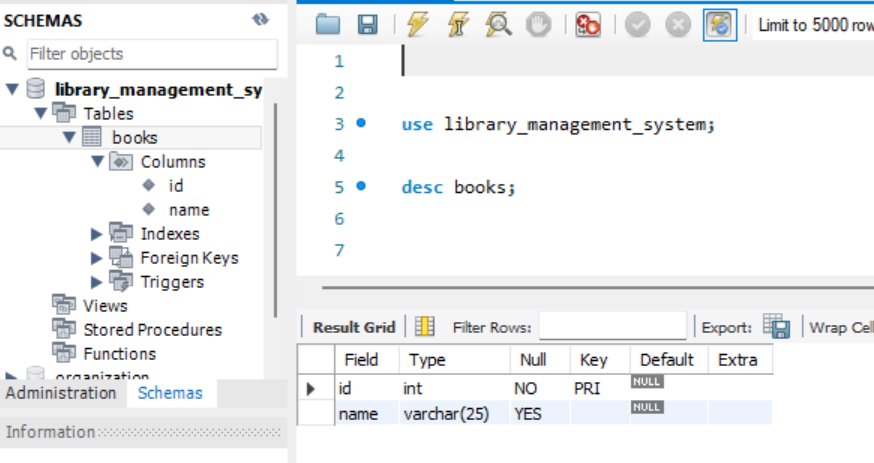 SCHEMAS
Filter objects
library_management_sy
Tables
books
Columns
id
name
Indexes
Foreign Keys
Triggers
Views
Stored Procedures
Functions
organization
Administration Schemas
Information
Limit to 5000 row
1
2
3 use library_management_system;
4
5 desc books;
6
7
Result Grid Filter Rows: Export: Wrap Cel
Field Type Null Key Default Extra
id int NO PRI NULL
name varchar(25) YES NULL